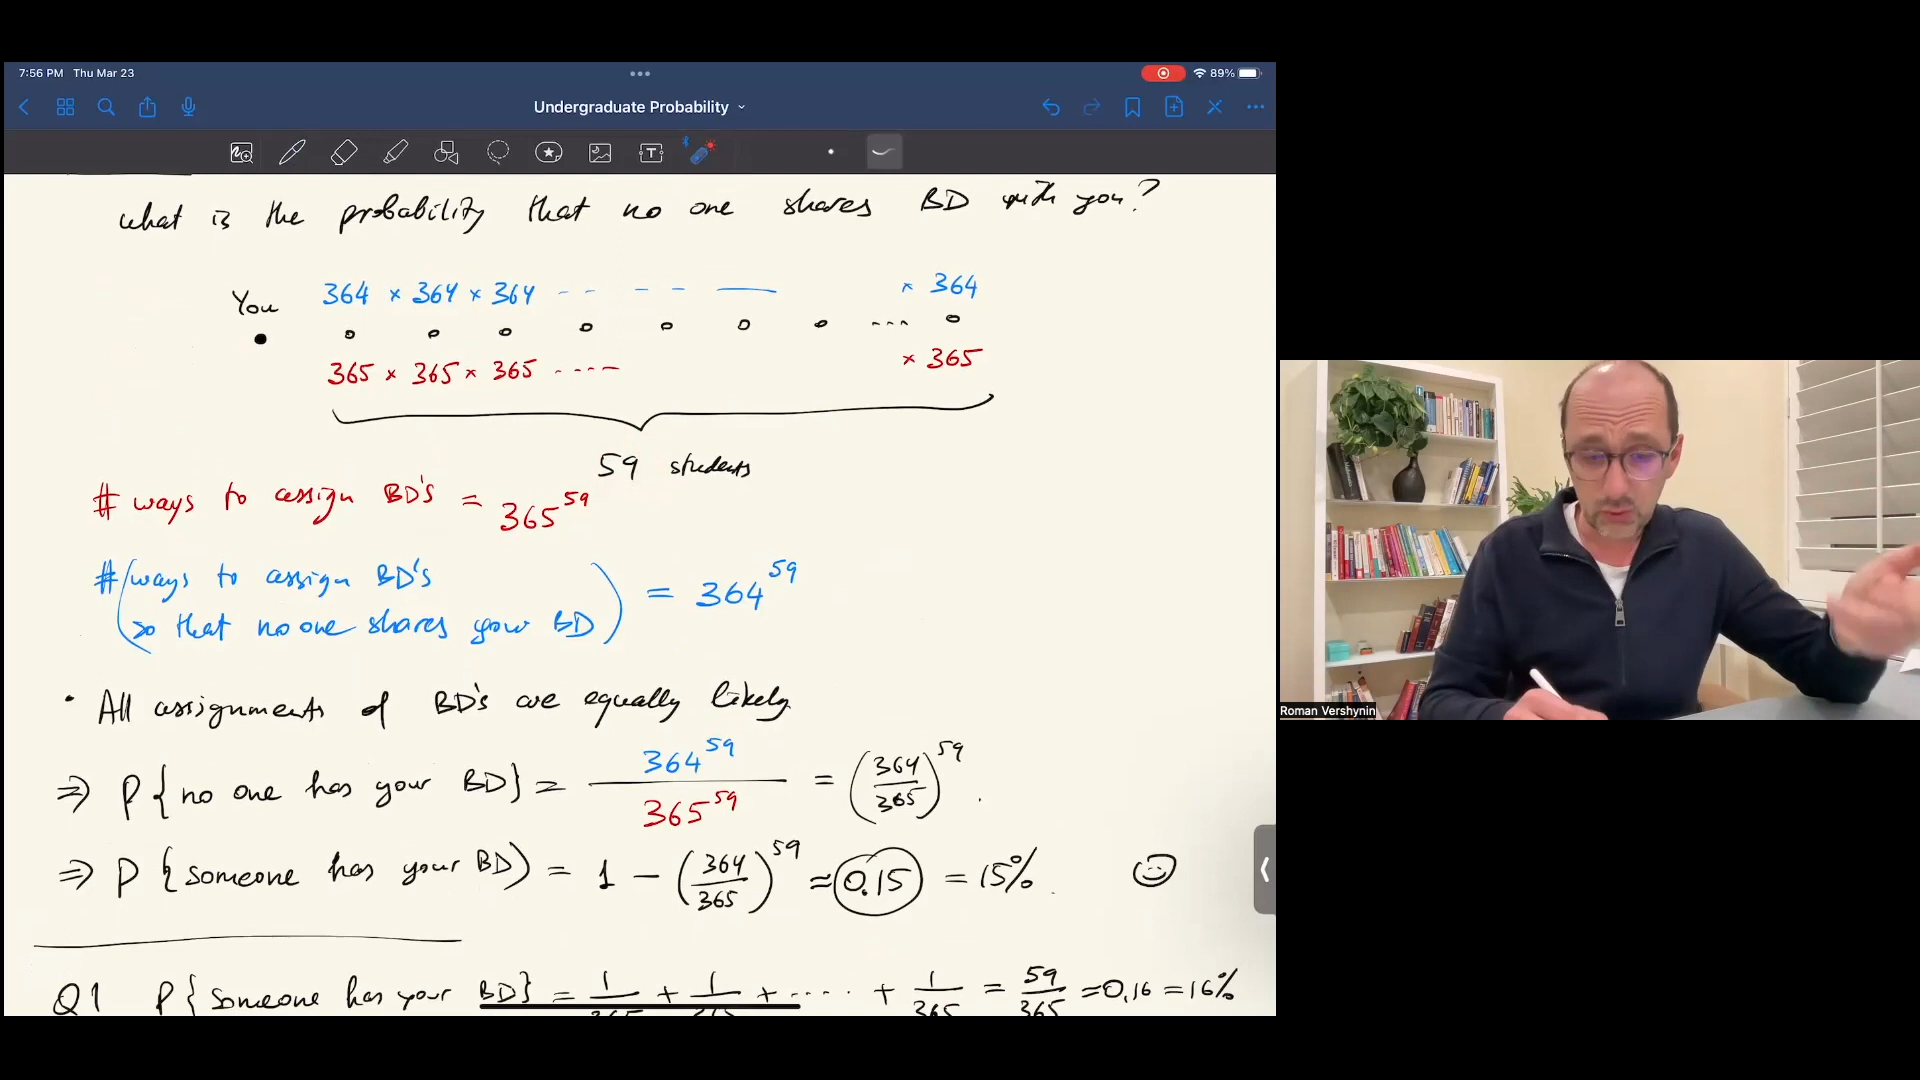 7:56 PM Thu Mar 23
89%
Undergraduate Probability
what is the probability that no one shares BD with you?
You 364 × 364 × 364 -- - - — × 364
.... 
365 × 365 × 365 ---- × 365
59 students
# ways to assign BD's = 365^59
#(ways to assign BD's
so that no one shares your BD) = 364^59
• All assignments of BD's are equally likely.
⇒ P{no one has your BD} = 364^59 / 365^59 = (364/365)^59.
⇒ P{someone has your BD) = 1 − (364/365)^59 ≈ 0.15 = 15%.
Q1 P{someone has your BD} = 1/365 + 1/365 + ..... + 1/365 = 59/365 ≈ 0,16 = 16%
Roman Vershynin